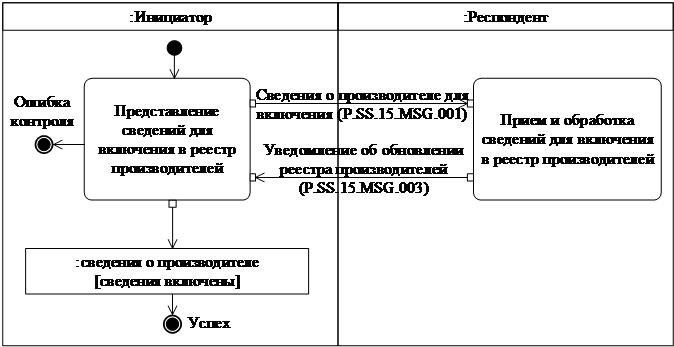 :Инициатор
:Респондент
Ошибка
контроля
Представление
сведений для
включения в реестр
производителей
Сведения о производителе для
включения (P.SS.15.MSG.001)
Уведомление об обновлении
реестра производителей
(P.SS.15.MSG.003)
Прием и обработка
сведений для включения
в реестр производителей
:сведения о производителе
[сведения включены]
Успех